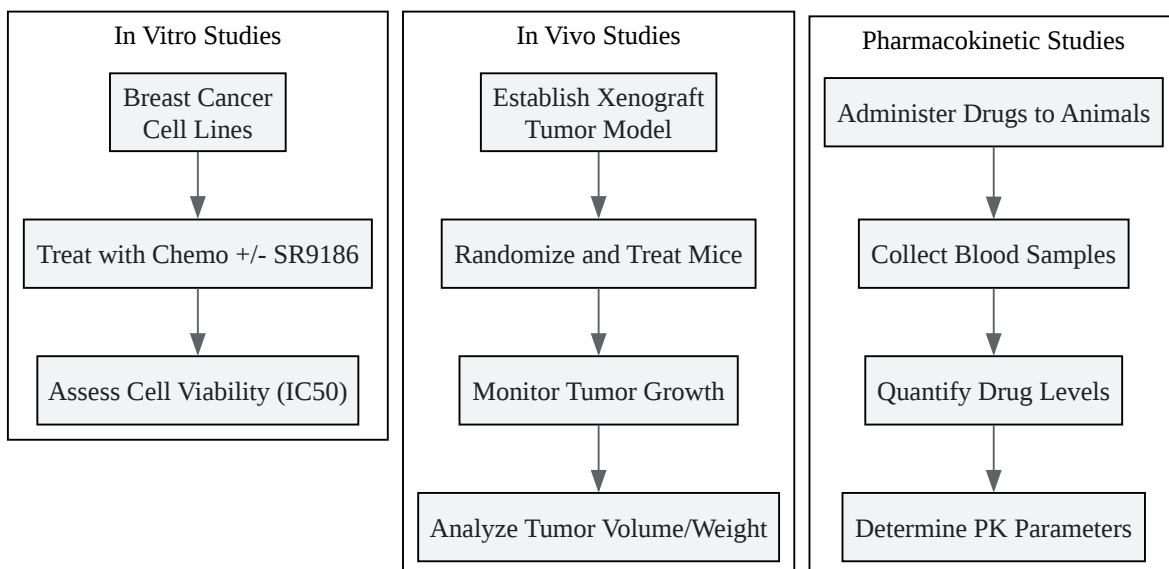 In Vitro Studies
Breast Cancer
Cell Lines
Treat with Chemo +/- SR9186
Assess Cell Viability (IC50)
In Vivo Studies
Establish Xenograft
Tumor Model
Randomize and Treat Mice
Monitor Tumor Growth
Analyze Tumor Volume/Weight
Pharmacokinetic Studies
Administer Drugs to Animals
Collect Blood Samples
Quantify Drug Levels
Determine PK Parameters